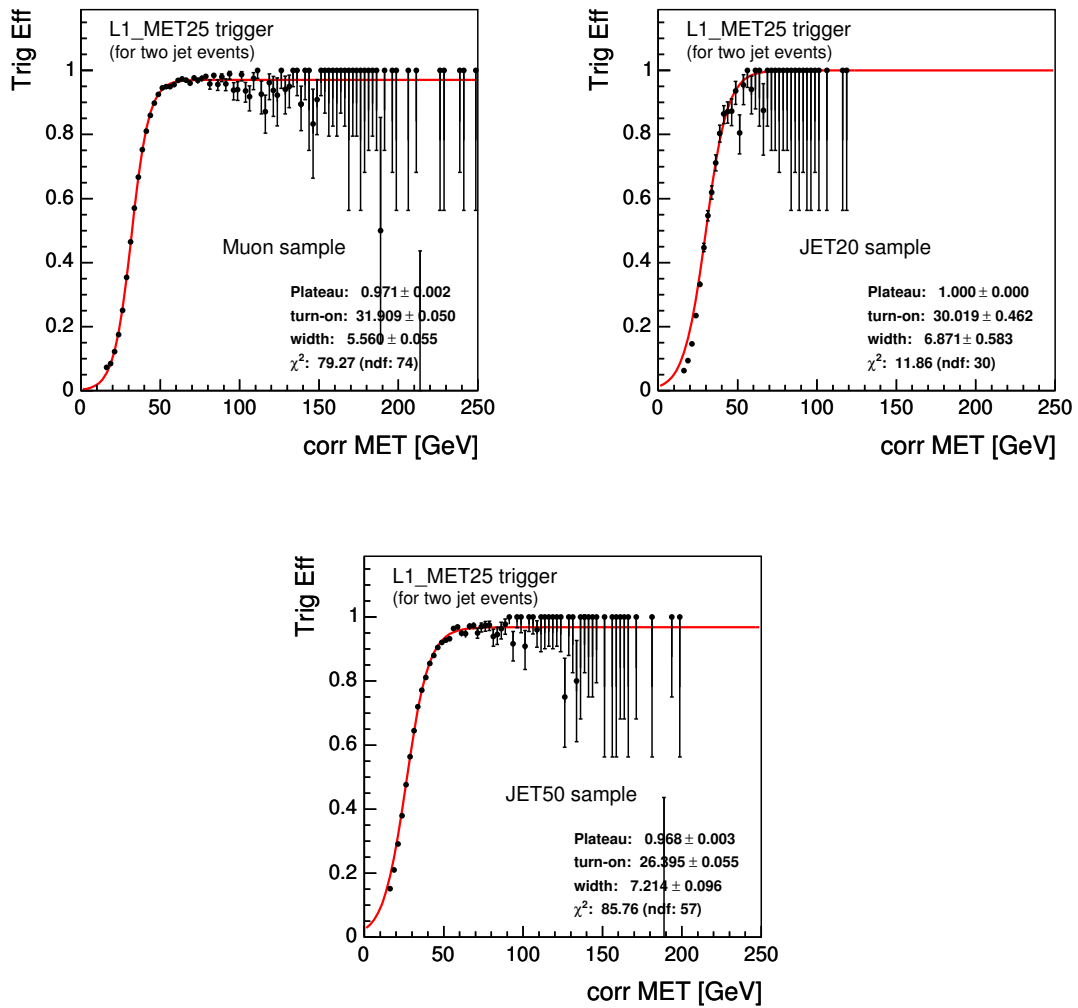 Trig Eff
L1_MET25 trigger
(for two jet events)
1
0.8
0.6
0.4
0.2
0
Muon sample
Plateau: 0.971 ± 0.002
turn-on: 31.909 ± 0.050
width: 5.560 ± 0.055
χ²: 79.27 (ndf: 74)
0 50 100 150 200 250
corr MET [GeV]
Trig Eff
L1_MET25 trigger
(for two jet events)
1
0.8
0.6
0.4
0.2
0
JET20 sample
Plateau: 1.000 ± 0.000
turn-on: 30.019 ± 0.462
width: 6.871 ± 0.583
χ²: 11.86 (ndf: 30)
0 50 100 150 200 250
corr MET [GeV]
Trig Eff
L1_MET25 trigger
(for two jet events)
1
0.8
0.6
0.4
0.2
0
JET50 sample
Plateau: 0.968 ± 0.003
turn-on: 26.395 ± 0.055
width: 7.214 ± 0.096
χ²: 85.76 (ndf: 57)
0 50 100 150 200 250
corr MET [GeV]